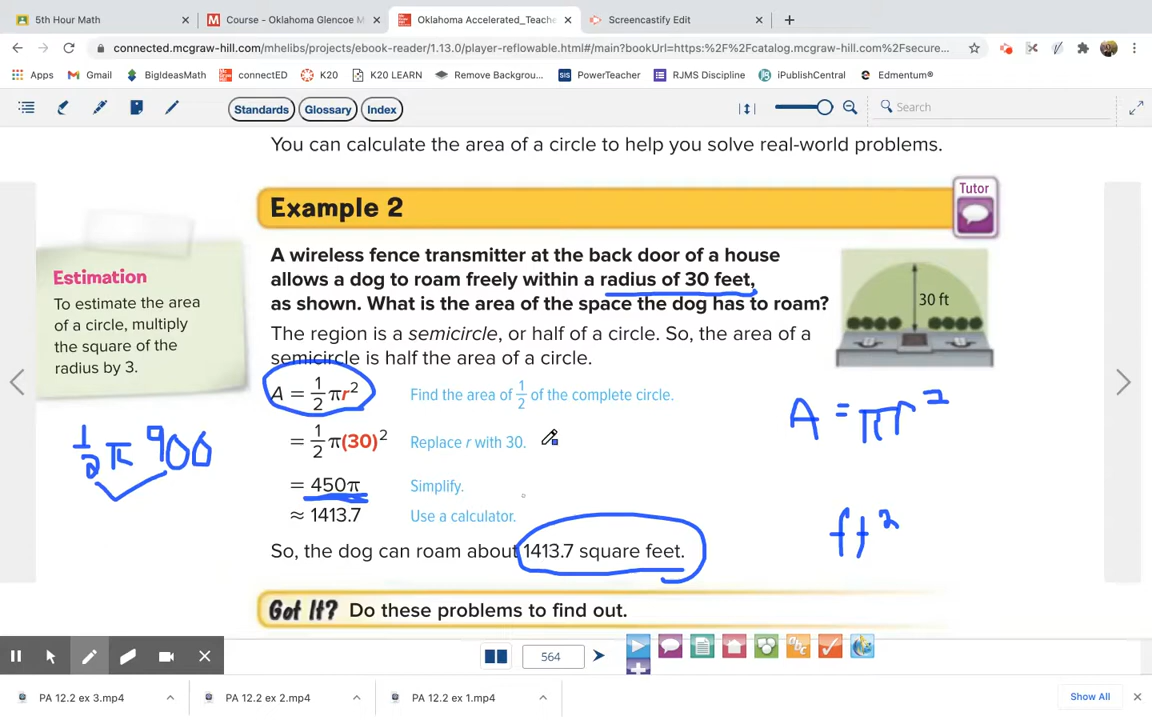 5th Hour Math
Course - Oklahoma Glencoe M
Oklahoma Accelerated_Teache
Screencastify Edit
connected.mcgraw-hill.com/mhelibs/projects/ebook-reader/1.13.0/player-reflowable.html#/main?bookUrl=https:%2F%2Fcatalog.mcgraw-hill.com%2Fsecure...
Apps
Gmail
BigIdeasMath
connectED
K20
K20 LEARN
Remove Backgrou...
SIS
PowerTeacher
RJMS Discipline
iPublishCentral
Edmentum®
Standards
Glossary
Index
Search
You can calculate the area of a circle to help you solve real-world problems.
Example 2
Tutor
A wireless fence transmitter at the back door of a house
allows a dog to roam freely within a radius of 30 feet,
as shown. What is the area of the space the dog has to roam?
30 ft
The region is a semicircle, or half of a circle. So, the area of a
semicircle is half the area of a circle.
Estimation
To estimate the area
of a circle, multiply
the square of the
radius by 3.
A = 1/2 πr²
Find the area of 1/2 of the complete circle.
= 1/2 π(30)²
Replace r with 30.
= 450π
Simplify.
≈ 1413.7
Use a calculator.
So, the dog can roam about 1413.7 square feet.
1/2 π 900
A = πr²
ft²
Got It? Do these problems to find out.
564
abc
PA 12.2 ex 3.mp4
PA 12.2 ex 2.mp4
PA 12.2 ex 1.mp4
Show All